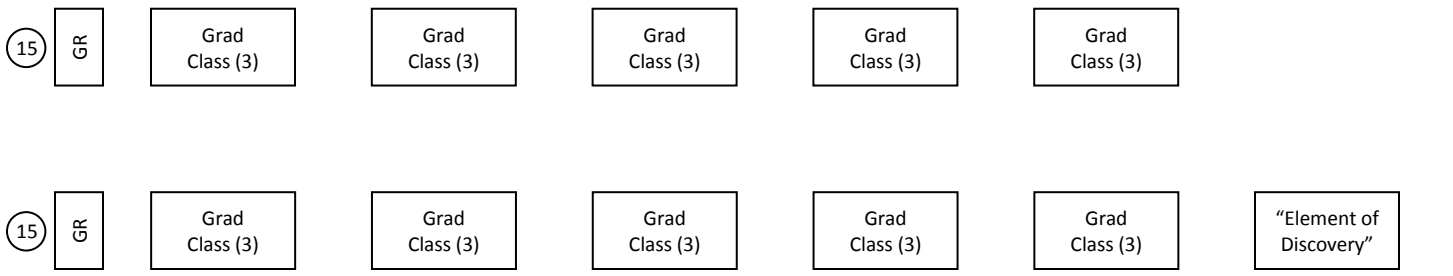 15 GR Grad Grad Grad Grad Grad
Class (3) Class (3) Class (3) Class (3) Class (3)
15 GR Grad Grad Grad Grad Grad “Element of
Class (3) Class (3) Class (3) Class (3) Class (3) Discovery”